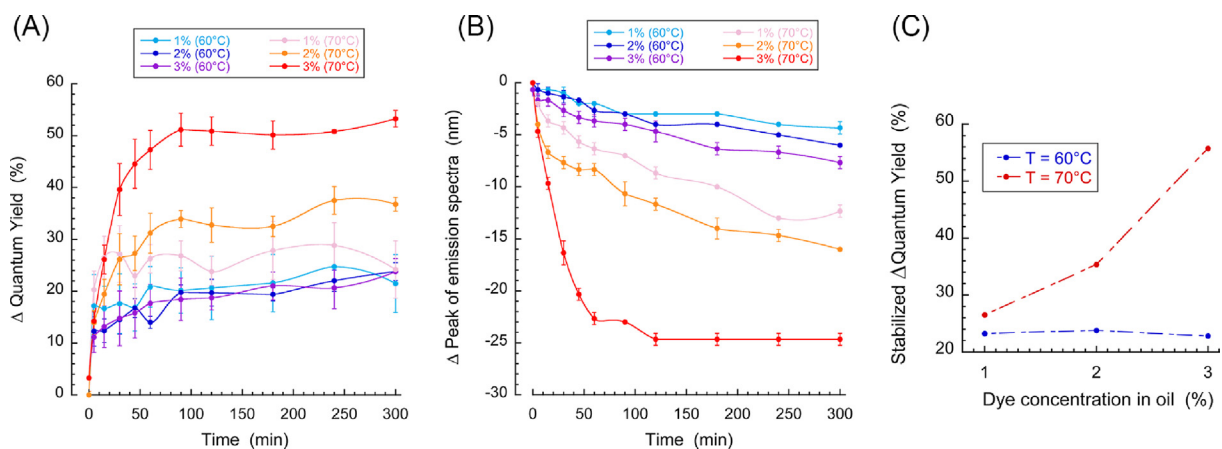 (A)
1% (60°C)
2% (60°C)
3% (60°C)
1% (70°C)
2% (70°C)
3% (70°C)
Δ Quantum Yield (%)
60
50
40
30
20
10
0
0 50 100 150 200 250 300
Time (min)
(B)
1% (60°C)
2% (60°C)
3% (60°C)
1% (70°C)
2% (70°C)
3% (70°C)
Δ Peak of emission spectra (nm)
0
-5
-10
-15
-20
-25
-30
0 50 100 150 200 250 300
Time (min)
(C)
T = 60°C
T = 70°C
Stabilized ΔQuantum Yield (%)
60
52
44
36
28
20
1 2 3
Dye concentration in oil (%)